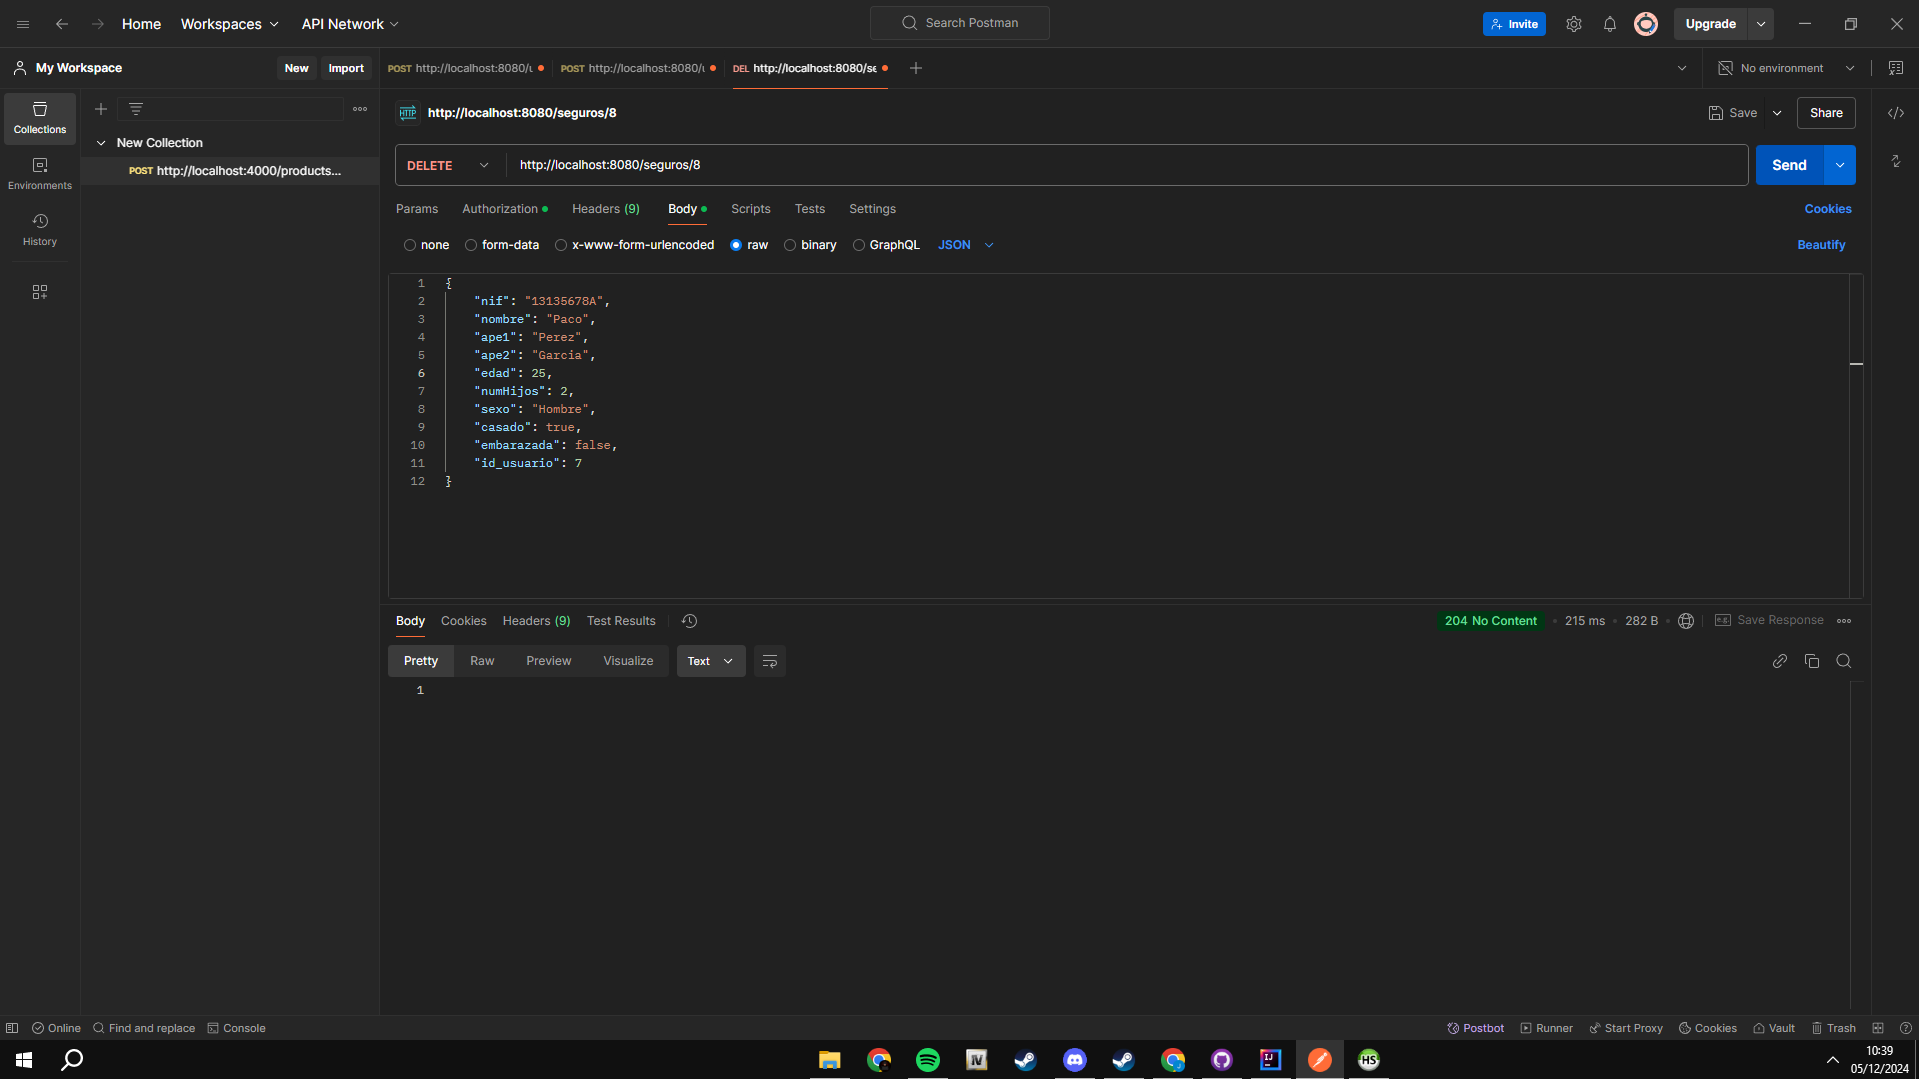 Home Workspaces API Network Search Postman Invite Upgrade
My Workspace New Import POST http://localhost:8080/u POST http://localhost:8080/u DEL http://localhost:8080/se No environment
HTTP http://localhost:8080/seguros/8 Save Share
Collections
New Collection
POST http://localhost:4000/products...
Environments
History
DELETE http://localhost:8080/seguros/8 Send
Params Authorization Headers (9) Body Scripts Tests Settings Cookies
none form-data x-www-form-urlencoded raw binary GraphQL JSON Beautify
1 {
2 "nif": "13135678A",
3 "nombre": "Paco",
4 "ape1": "Perez",
5 "ape2": "Garcia",
6 "edad": 25,
7 "numHijos": 2,
8 "sexo": "Hombre",
9 "casado": true,
10 "embarazada": false,
11 "id_usuario": 7
12 }
Body Cookies Headers (9) Test Results 204 No Content 215 ms 282 B e.g. Save Response
Pretty Raw Preview Visualize Text
1
Online Find and replace Console Postbot Runner Start Proxy Cookies Vault Trash
IV IJ HS 10:39
05/12/2024